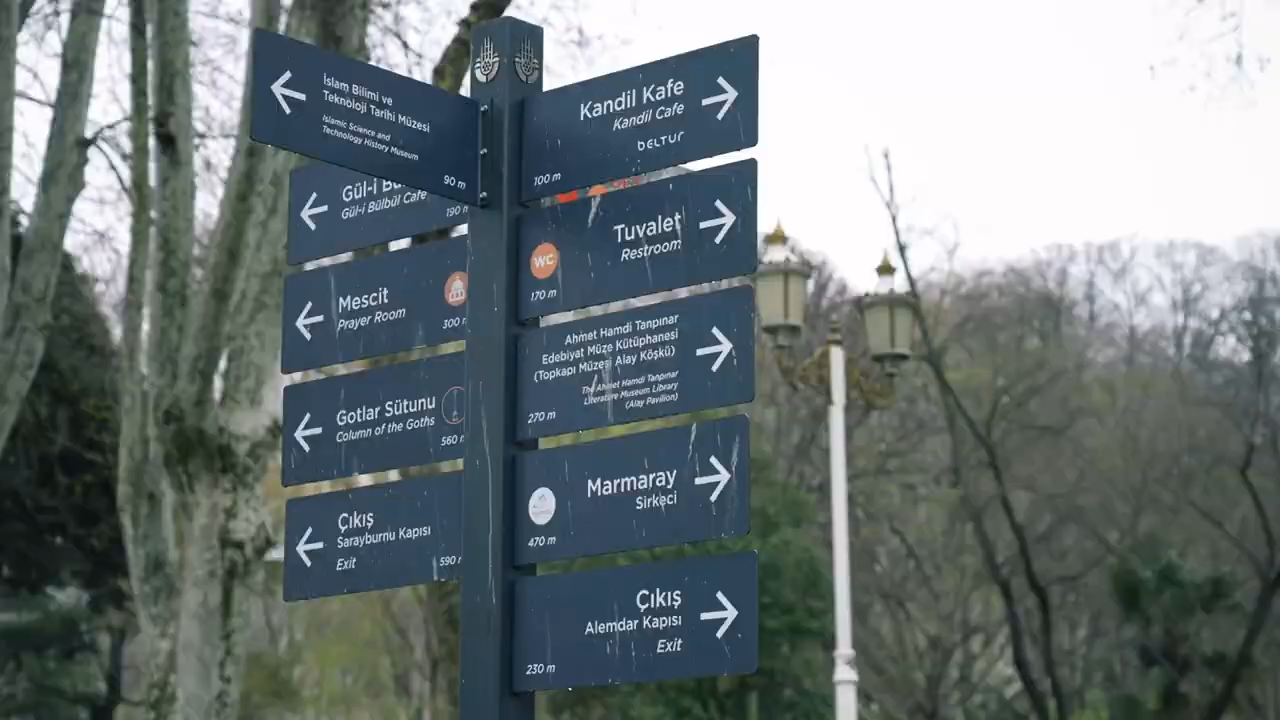 İslam Bilimi ve
Teknoloji Tarihi Müzesi
Islamic Science and
Technology History Museum
90 m
Gül-i
Gül-i Bülbül Cafe
190 m
Mescit
Prayer Room
300 m
Gotlar Sütunu
Column of the Goths
560 m
Çıkış
Sarayburnu Kapısı
Exit
590 m
Kandil Kafe
Kandil Cafe
BELTUR
100 m
Tuvalet
Restroom
WC
170 m
Ahmet Hamdi Tanpınar
Edebiyat Müze Kütüphanesi
(Topkapı Müzesi Alay Köşkü)
The Ahmet Hamdi Tanpınar
Literature Museum Library
(Alay Pavilion)
270 m
Marmaray
Sirkeci
470 m
Çıkış
Alemdar Kapısı
Exit
230 m